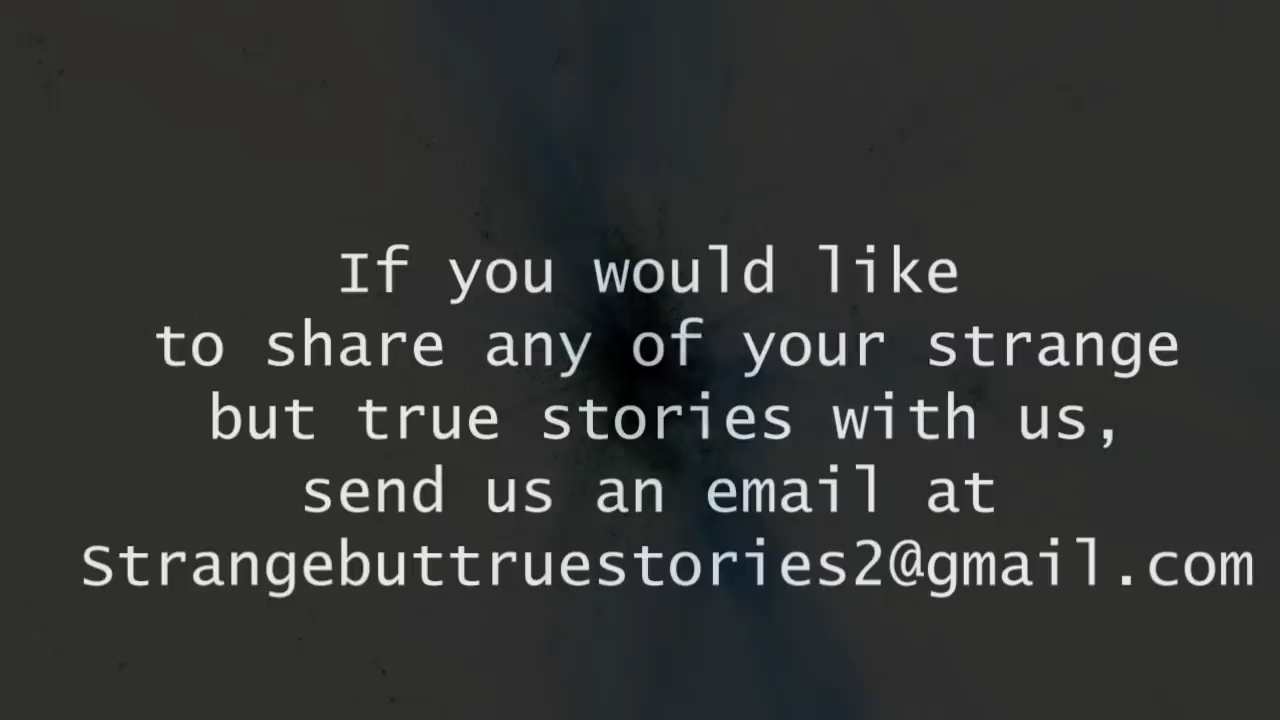 If you would like
to share any of your strange
but true stories with us,
send us an email at
Strangebuttruestories2@gmail.com